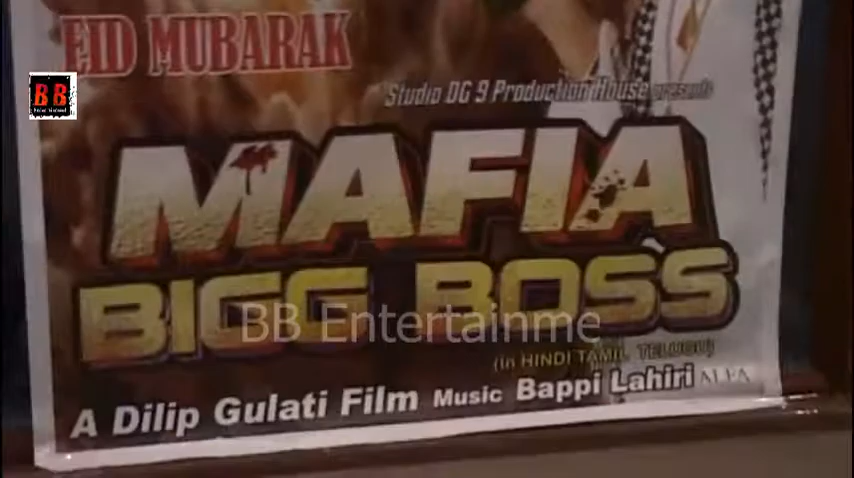 EID MUBARAK
BB
Studio DG 9 Production House presents
MAFIA
BIGG BOSS
BB Entertainme
(In HINDI TAMIL TELUGU)
A Dilip Gulati Film Music Bappi Lahiri